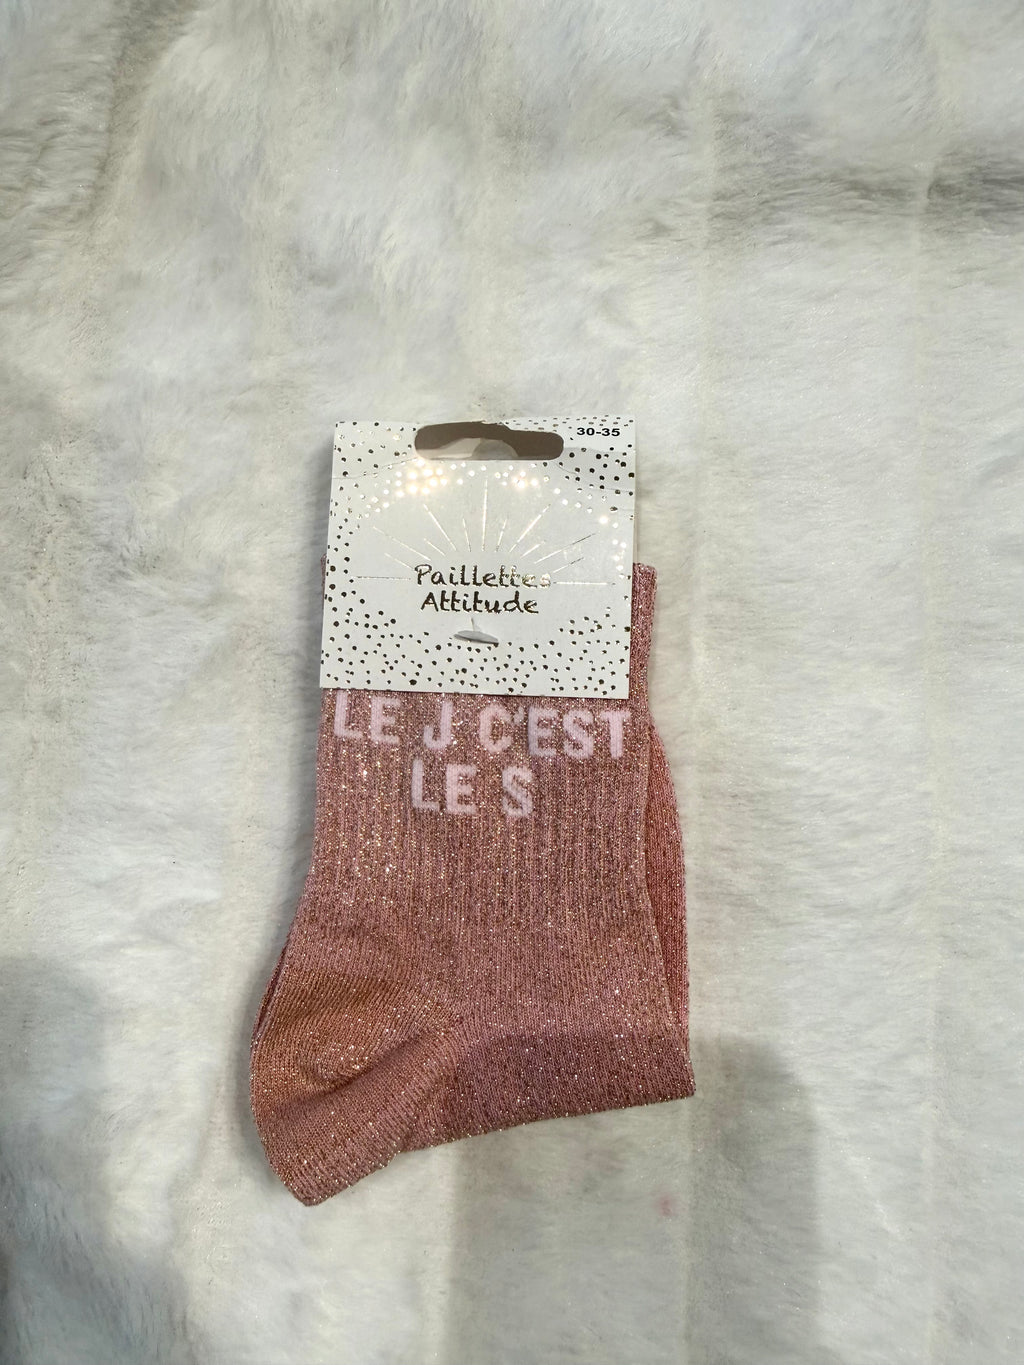 30-35
Paillettes
Attitude
LE J C'EST
LE S